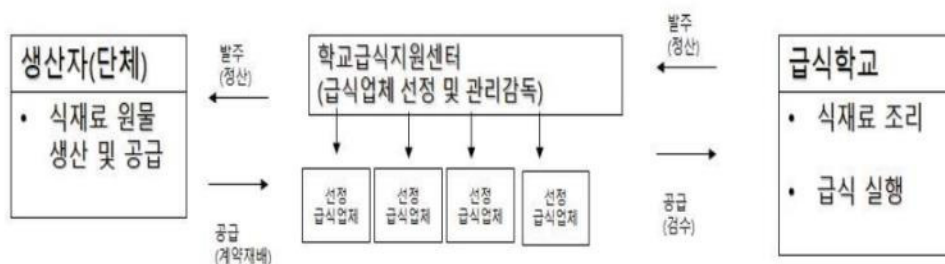 생산자(단체)
• 식재료 원물
생산 및 공급
발주
(정산)
공급
(계약재배)
학교급식지원센터
(급식업체 선정 및 관리감독)
선정
급식업체
선정
급식업체
선정
급식업체
선정
급식업체
발주
(정산)
공급
(검수)
급식학교
• 식재료 조리
• 급식 실행